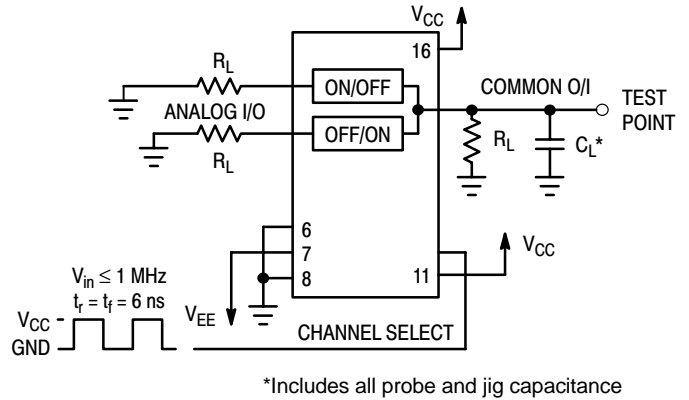 VCC
16
RL
ON/OFF
COMMON O/I
TEST
POINT
ANALOG I/O
OFF/ON
RL
RL
CL*
6
7
8
11
VCC
VEE
Vin ≤ 1 MHz
tr = tf = 6 ns
VCC
GND
CHANNEL SELECT
*Includes all probe and jig capacitance